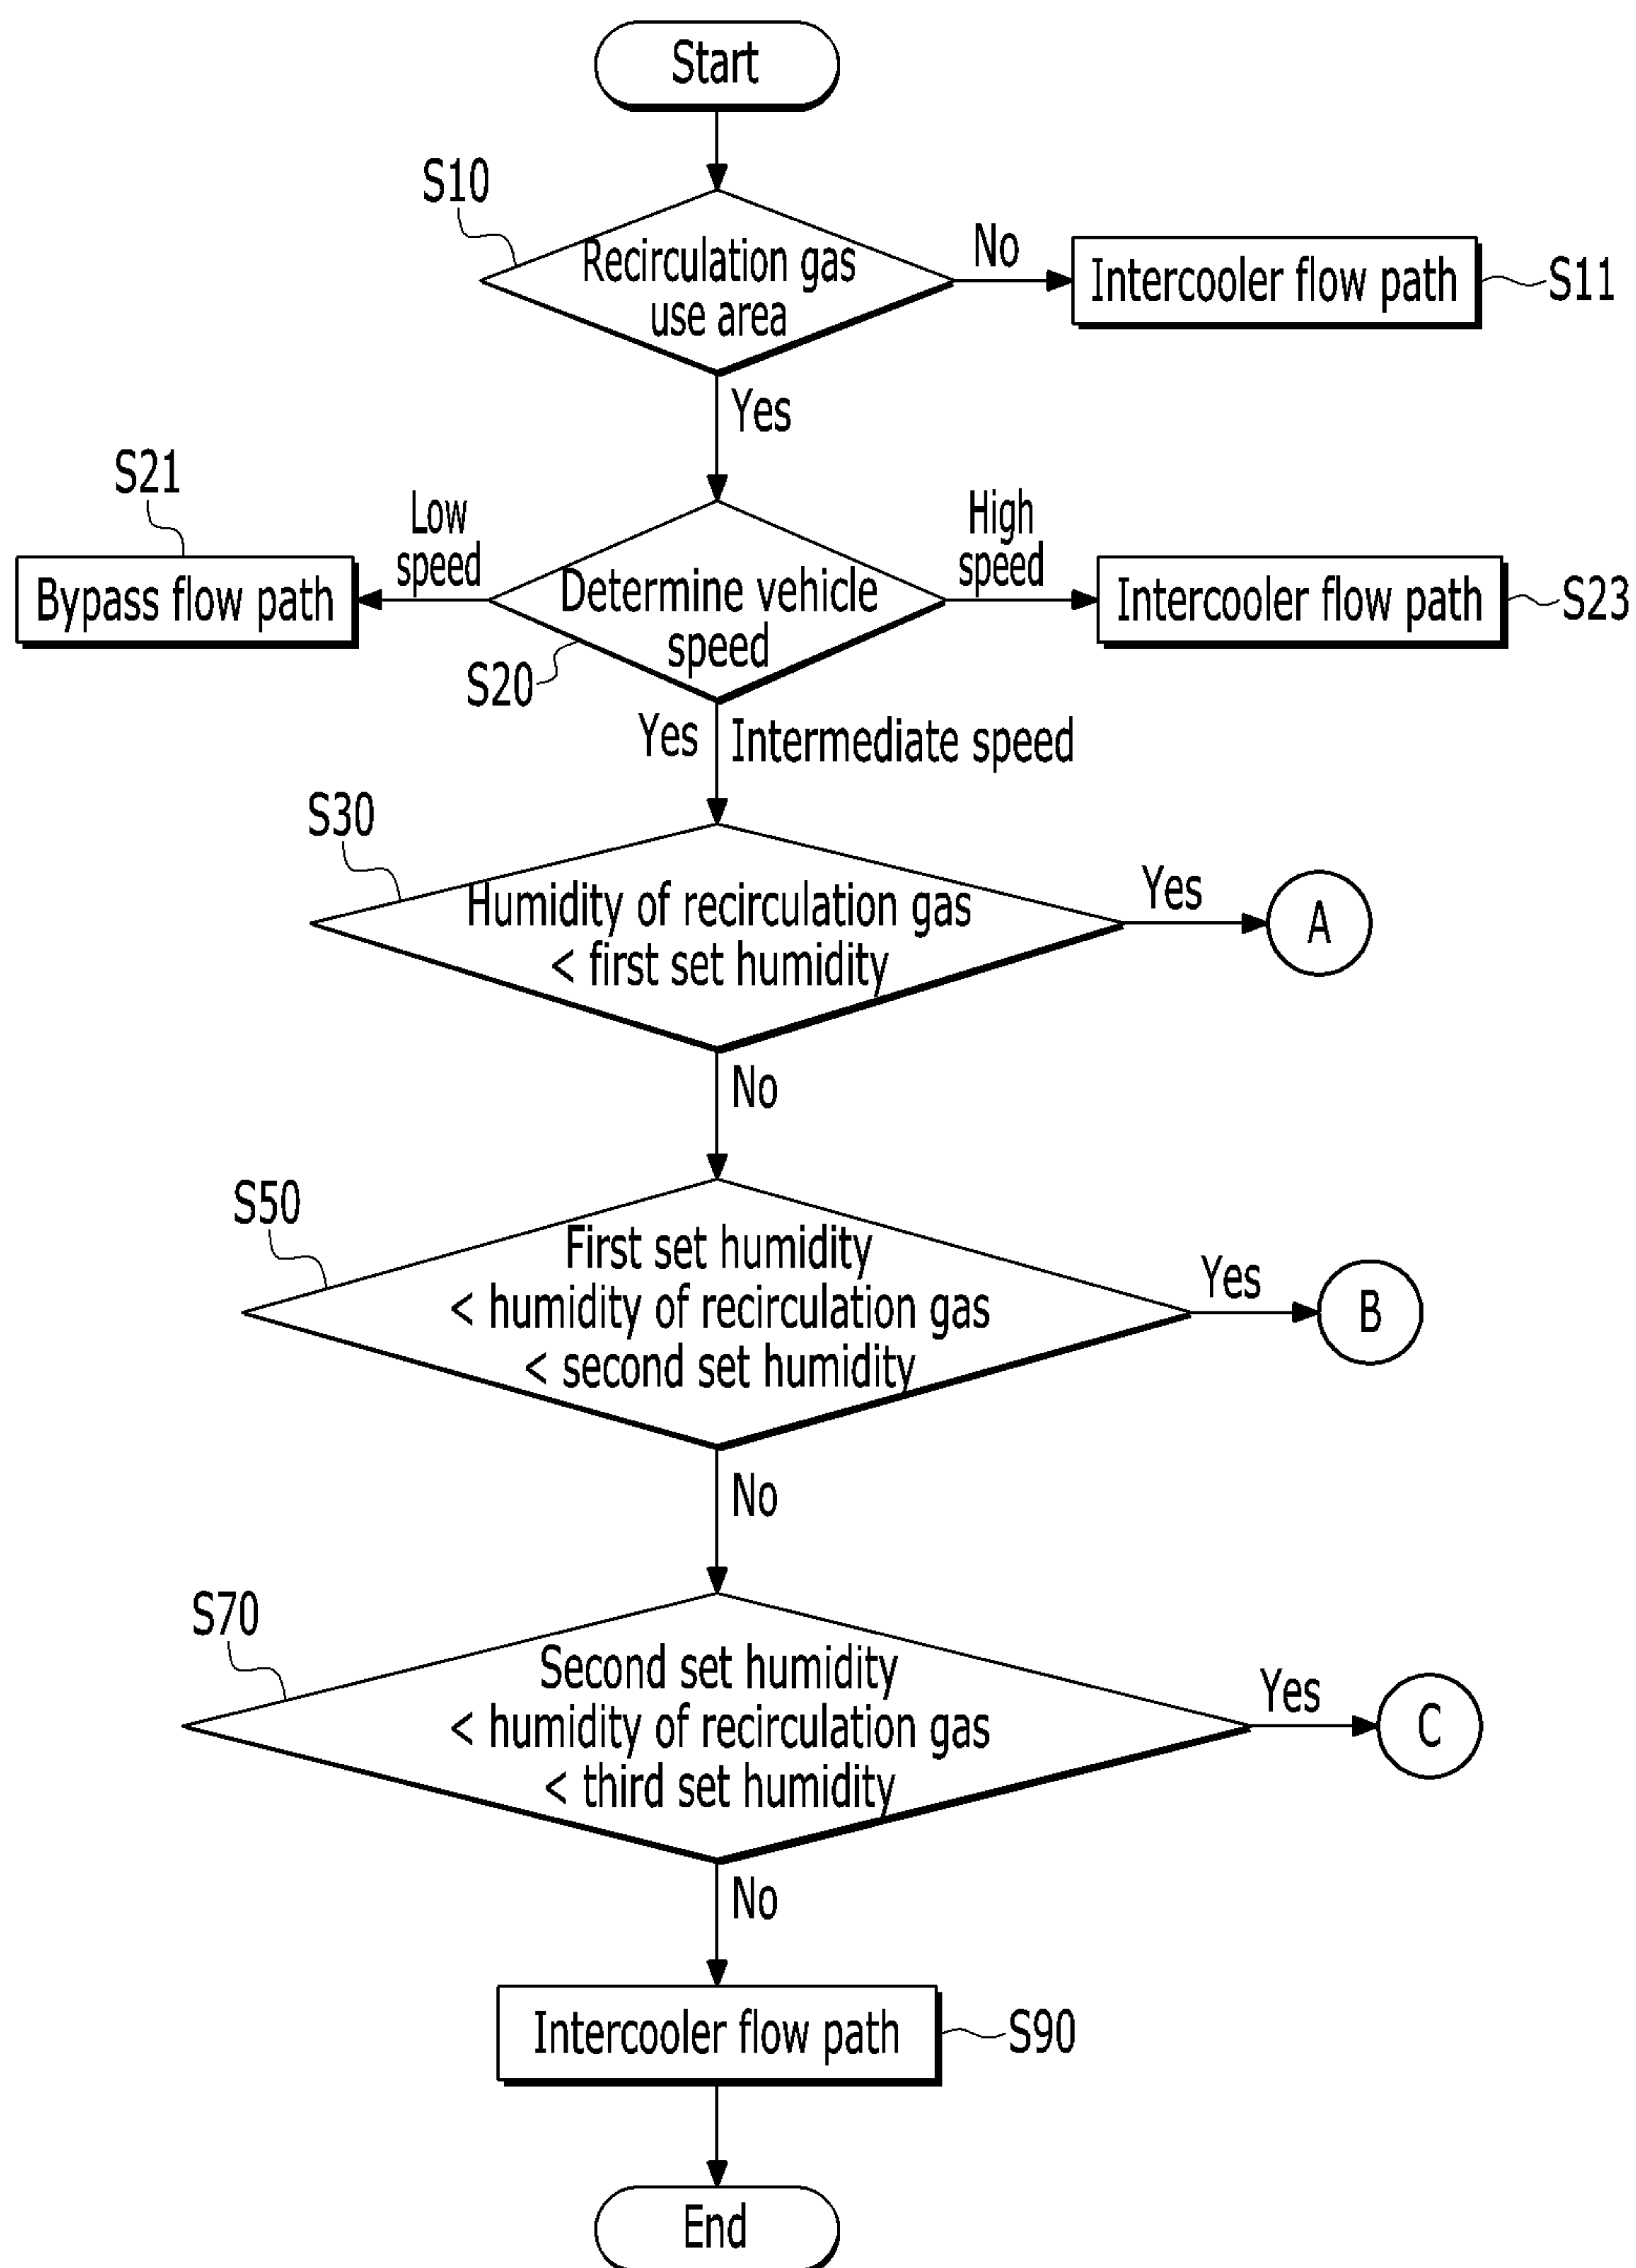 Start
S10
Recirculation gas
use area
No
Intercooler flow path
S11
Yes
S21
Low
speed
High
speed
Bypass flow path
Determine vehicle
speed
Intercooler flow path
S23
S20
Yes
Intermediate speed
S30
Humidity of recirculation gas
< first set humidity
Yes
A
No
S50
First set humidity
< humidity of recirculation gas
< second set humidity
Yes
B
No
S70
Second set humidity
< humidity of recirculation gas
< third set humidity
Yes
C
No
Intercooler flow path
S90
End